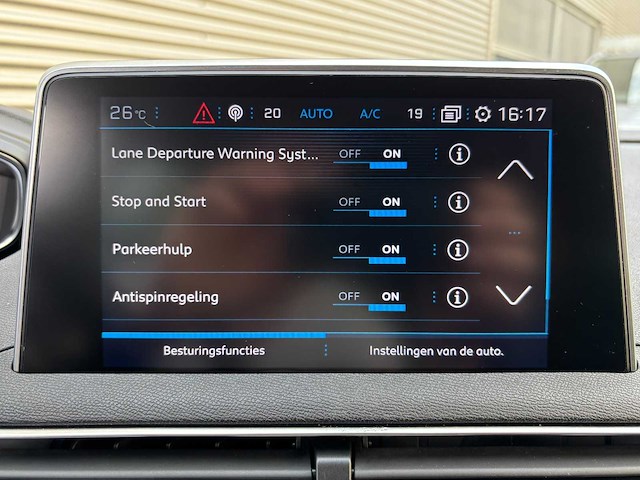 26°C 20 AUTO A/C 19 16:17
Lane Departure Warning Syst... OFF ON
Stop and Start OFF ON
Parkeerhulp OFF ON
Antispinregeling OFF ON
Besturingsfuncties Instellingen van de auto.